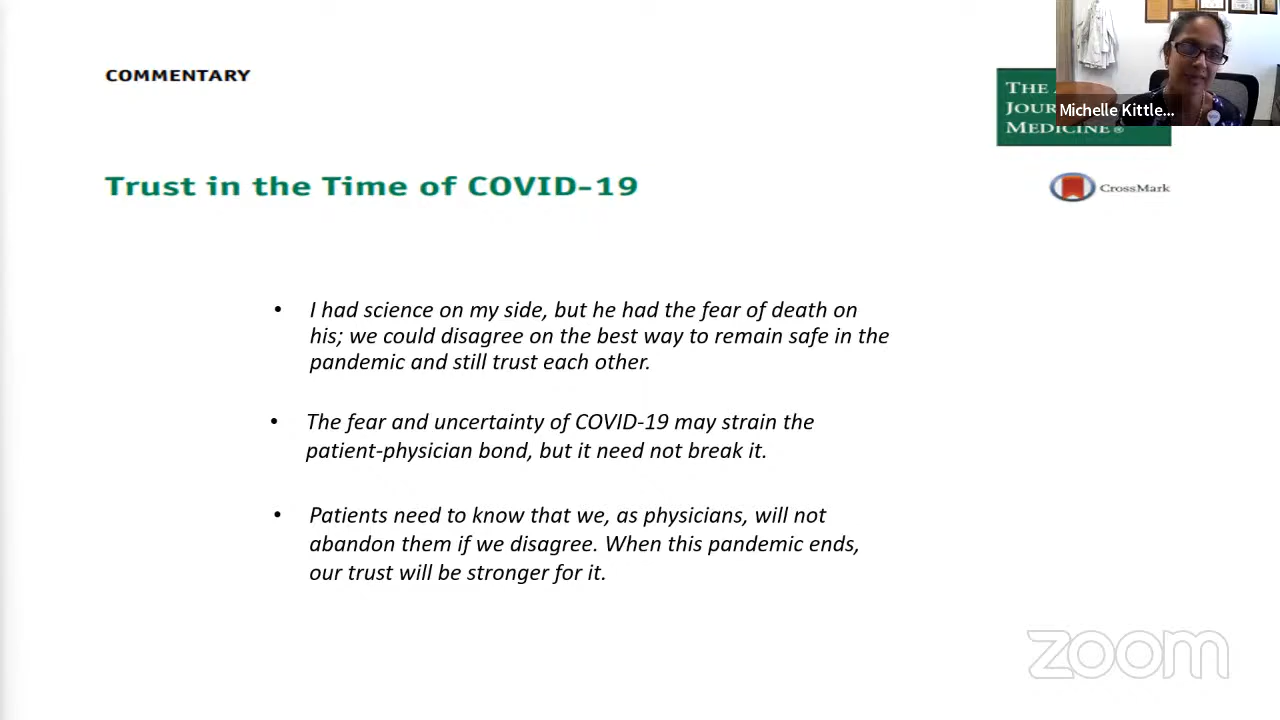 COMMENTARY
THE
JOUR
MEDICINE®
Michelle Kittle...
Trust in the Time of COVID-19
CrossMark
• I had science on my side, but he had the fear of death on
his; we could disagree on the best way to remain safe in the
pandemic and still trust each other.
• The fear and uncertainty of COVID-19 may strain the
patient-physician bond, but it need not break it.
• Patients need to know that we, as physicians, will not
abandon them if we disagree. When this pandemic ends,
our trust will be stronger for it.
zoom